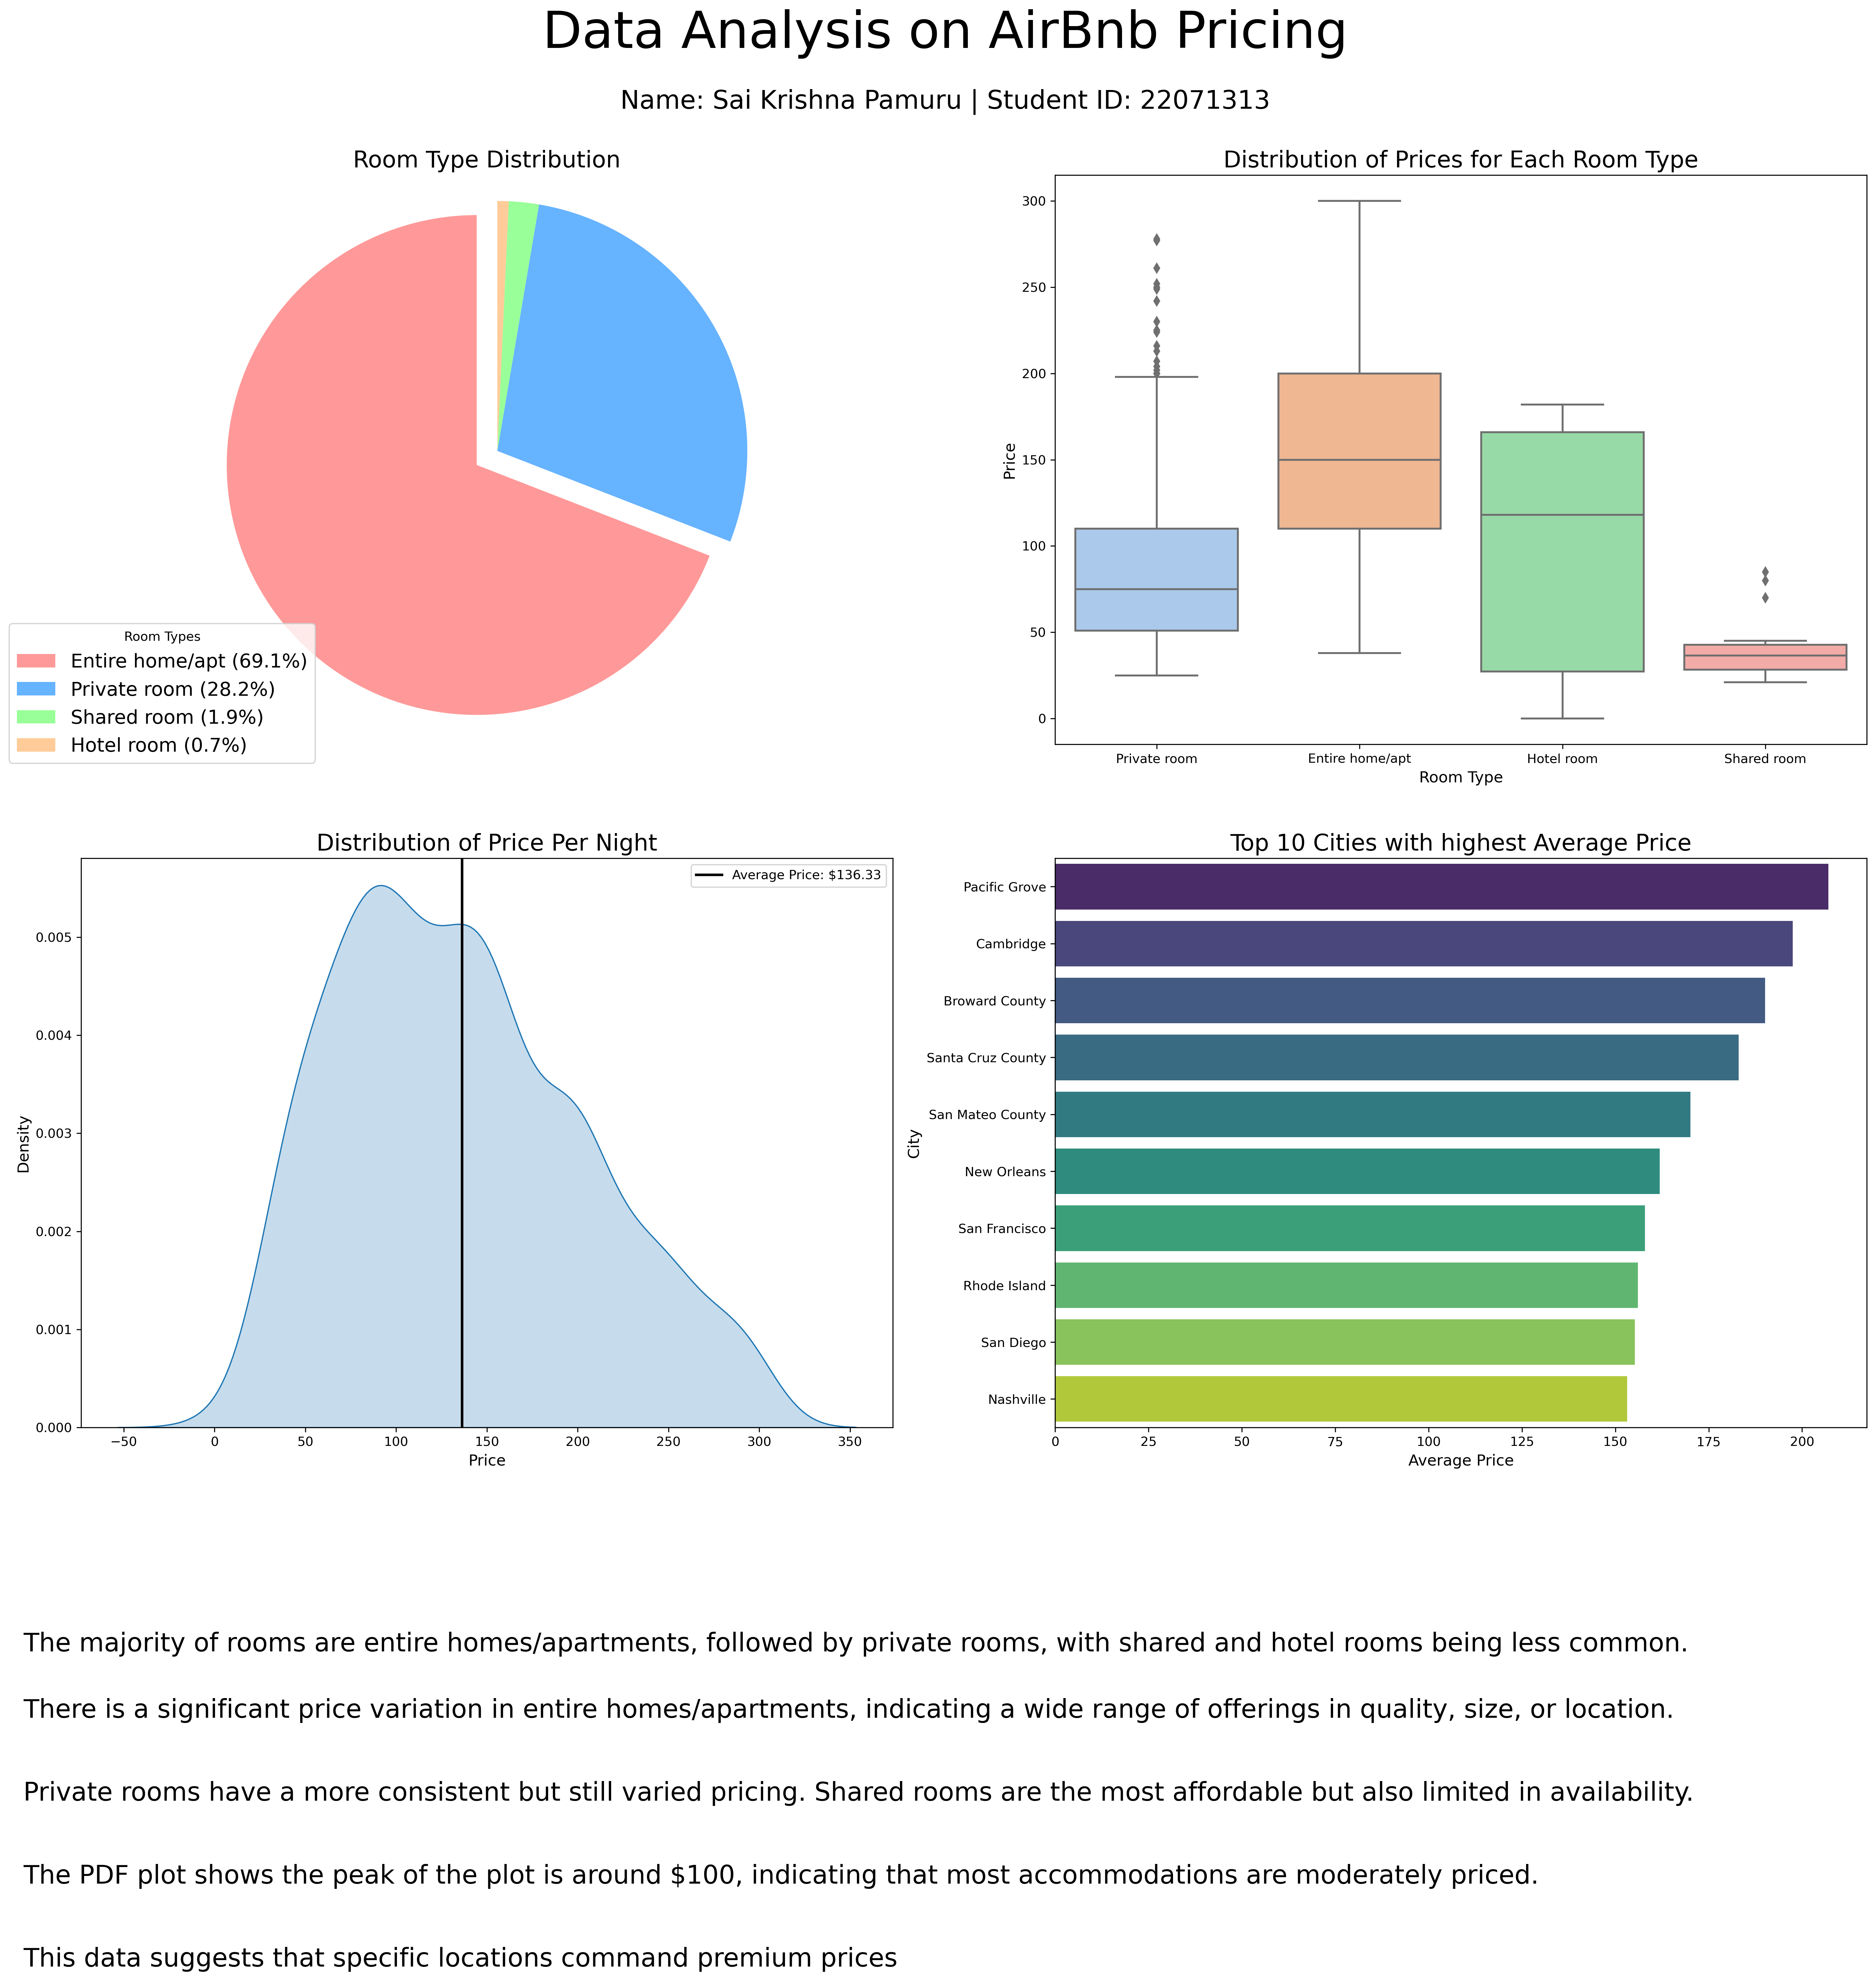 Data Analysis on AirBnb Pricing
Name: Sai Krishna Pamuru | Student ID: 22071313
Room Type Distribution
Room Types
Entire home/apt (69.1%)
Private room (28.2%)
Shared room (1.9%)
Hotel room (0.7%)
Distribution of Prices for Each Room Type
Price
300
250
200
150
100
50
0
Private room
Entire home/apt
Hotel room
Shared room
Room Type
Distribution of Price Per Night
Average Price: $136.33
Density
0.005
0.004
0.003
0.002
0.001
0.000
−50
0
50
100
150
200
250
300
350
Price
Top 10 Cities with highest Average Price
City
Pacific Grove
Cambridge
Broward County
Santa Cruz County
San Mateo County
New Orleans
San Francisco
Rhode Island
San Diego
Nashville
0
25
50
75
100
125
150
175
200
Average Price
The majority of rooms are entire homes/apartments, followed by private rooms, with shared and hotel rooms being less common.
There is a significant price variation in entire homes/apartments, indicating a wide range of offerings in quality, size, or location.
Private rooms have a more consistent but still varied pricing. Shared rooms are the most affordable but also limited in availability.
The PDF plot shows the peak of the plot is around $100, indicating that most accommodations are moderately priced.
This data suggests that specific locations command premium prices